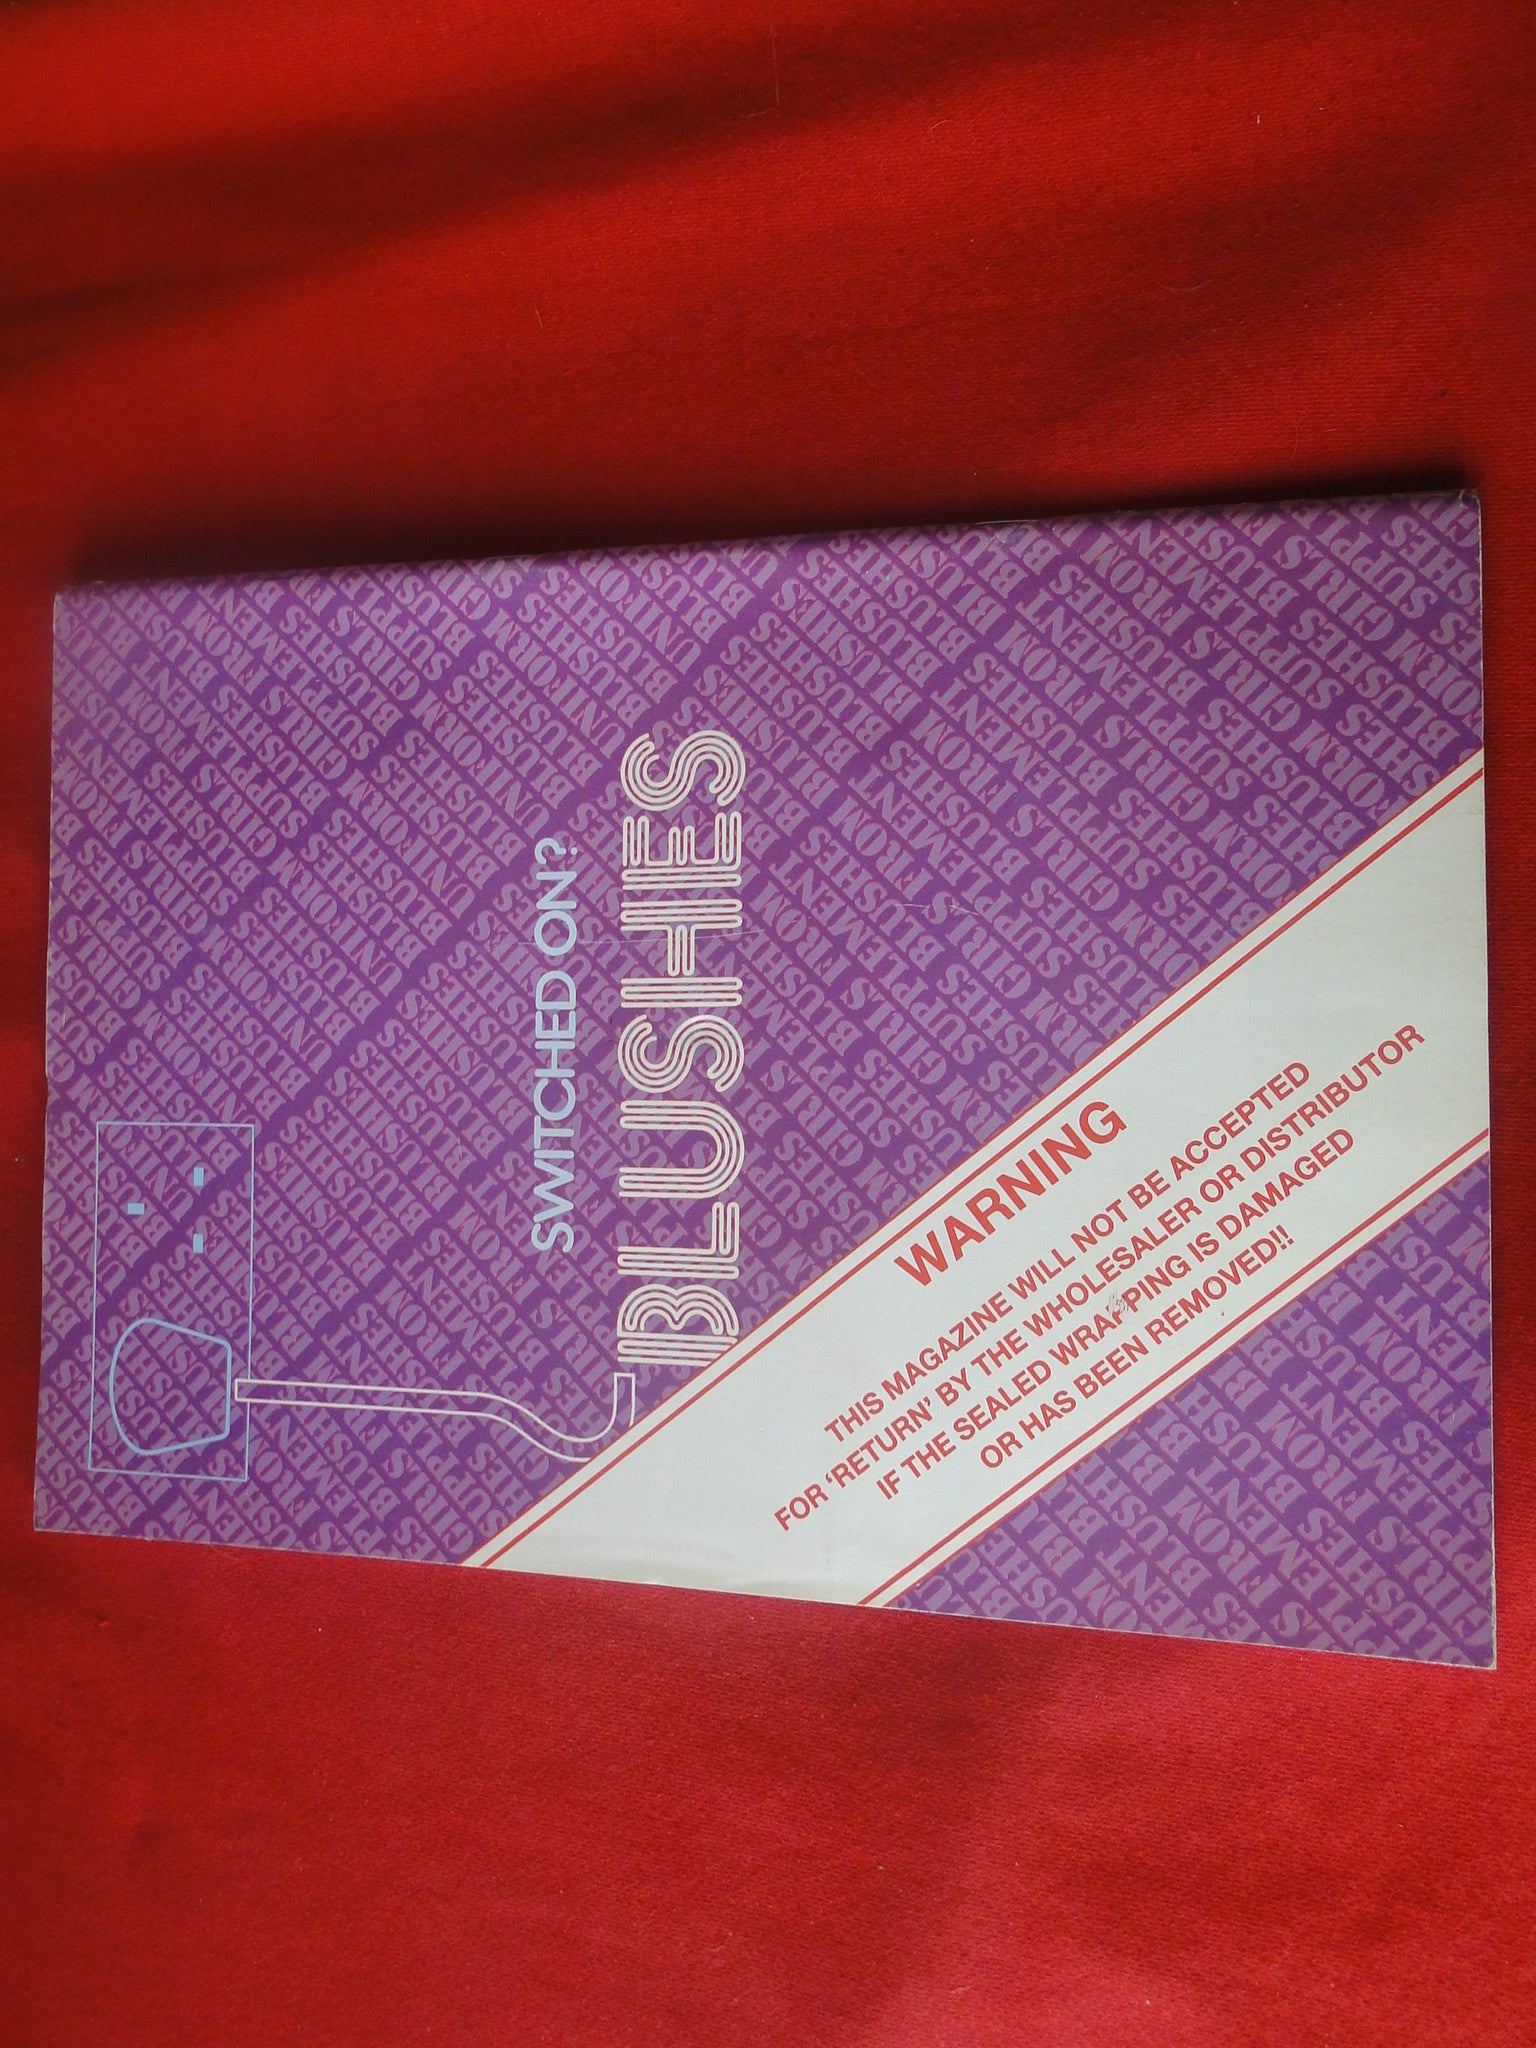 SWITCHED ON?
BLUSHES
WARNING
THIS MAGAZINE WILL NOT BE ACCEPTED
FOR 'RETURN' BY THE WHOLESALER OR DISTRIBUTOR
IF THE SEALED WRAPPING IS DAMAGED
OR HAS BEEN REMOVED!!